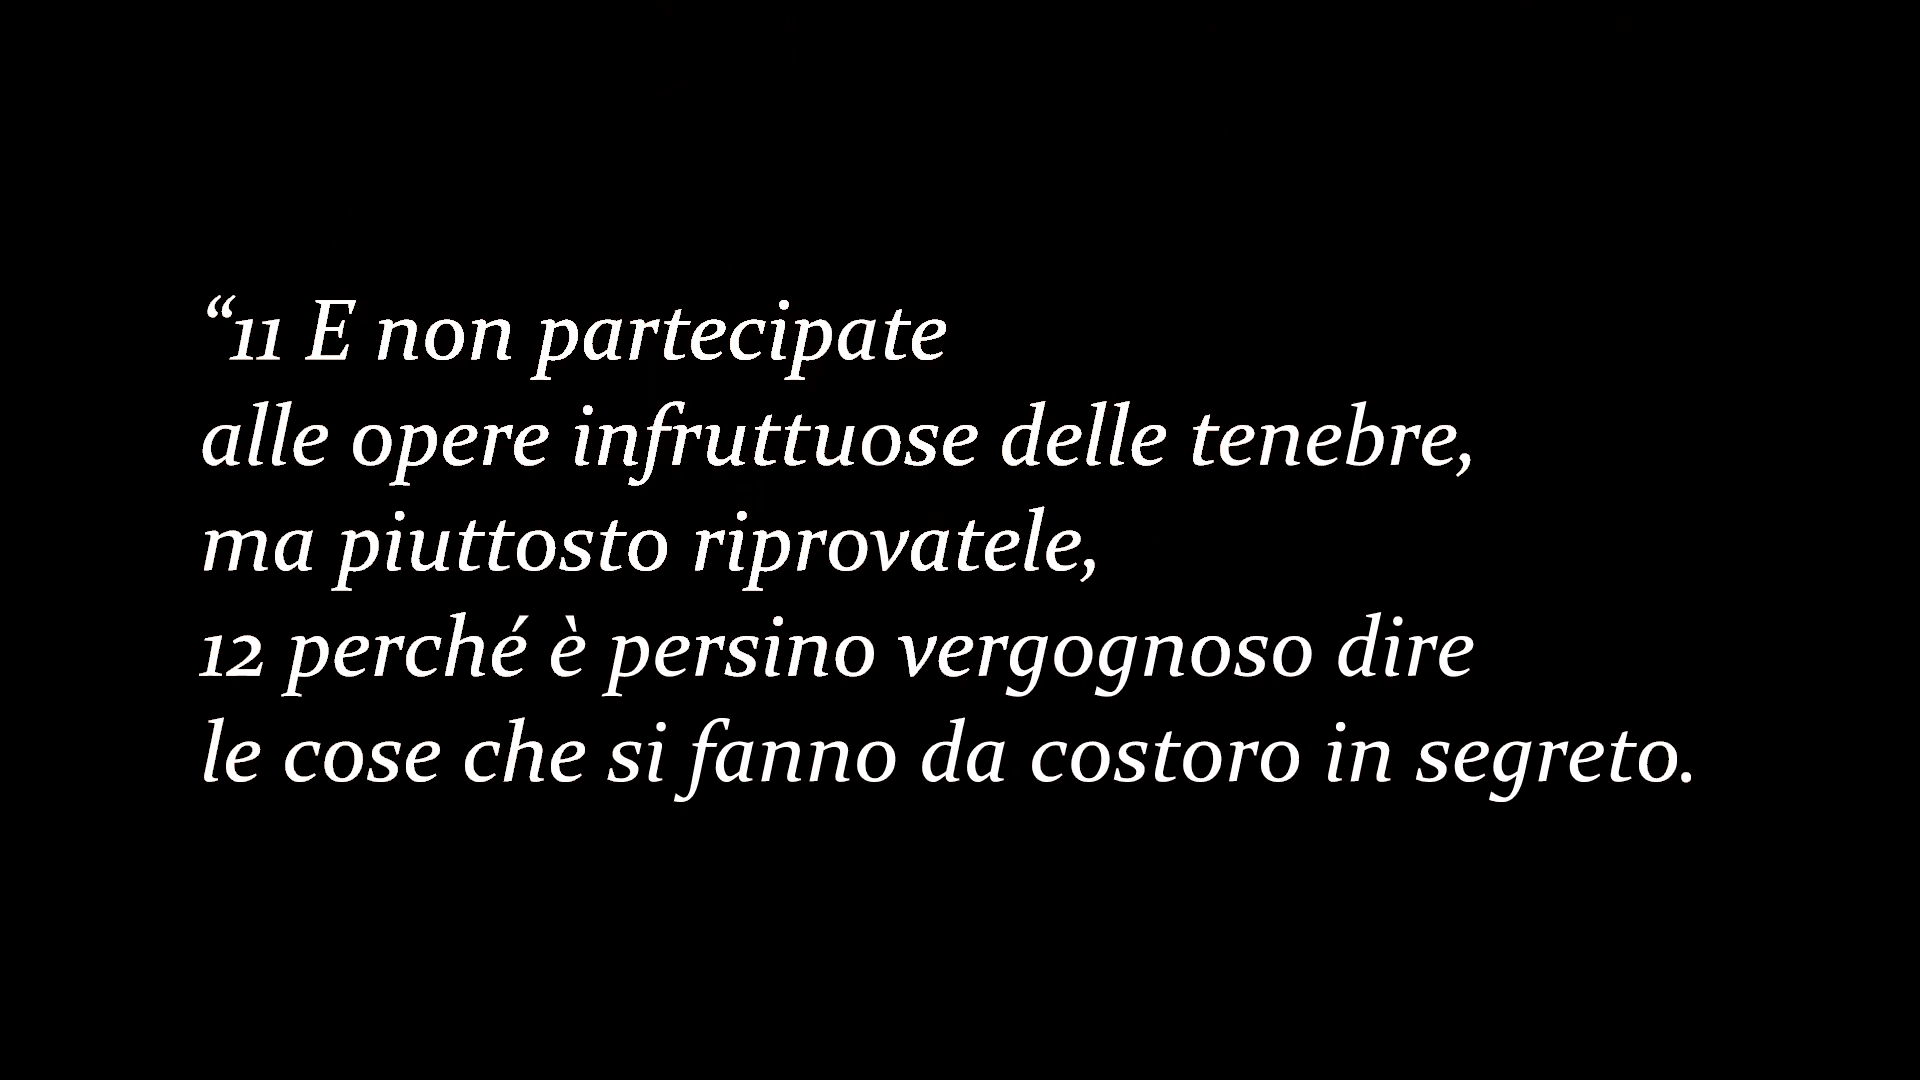 “11 E non partecipate
alle opere infruttuose delle tenebre,
ma piuttosto riprovatele,
12 perché è persino vergognoso dire
le cose che si fanno da costoro in segreto.